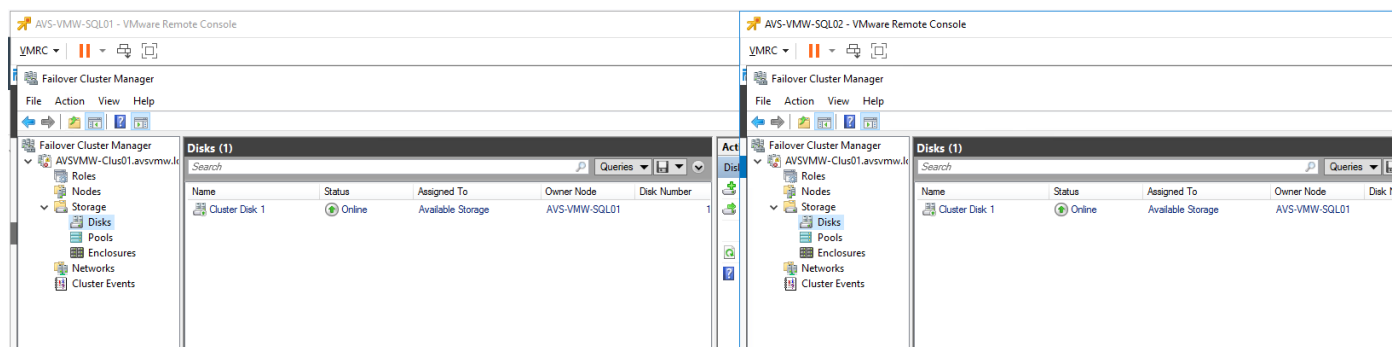 AVS-VMW-SQL01 - VMware Remote Console
VMRC
Failover Cluster Manager
File Action View Help
Failover Cluster Manager
AVSVMW-Clus01.avsvmw.lo
Roles
Nodes
Storage
Disks
Pools
Enclosures
Networks
Cluster Events
Disks (1)
Search
Queries
Name Status Assigned To Owner Node Disk Number
Cluster Disk 1 Online Available Storage AVS-VMW-SQL01 1
Act
Disl
AVS-VMW-SQL02 - VMware Remote Console
VMRC
Failover Cluster Manager
File Action View Help
Failover Cluster Manager
AVSVMW-Clus01.avsvmw.lo
Roles
Nodes
Storage
Disks
Pools
Enclosures
Networks
Cluster Events
Disks (1)
Search
Queries
Name Status Assigned To Owner Node Disk N
Cluster Disk 1 Online Available Storage AVS-VMW-SQL01